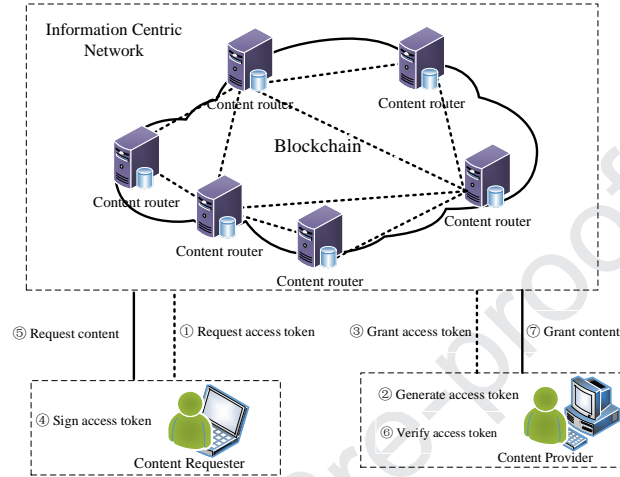 Information Centric
Network
Content router
Content router
Blockchain
Content router
Content router
Content router
Content router
⑤ Request content
① Request access token
③ Grant access token
⑦ Grant content
④ Sign access token
Content Requester
② Generate access token
⑥ Verify access token
Content Provider
re-proof